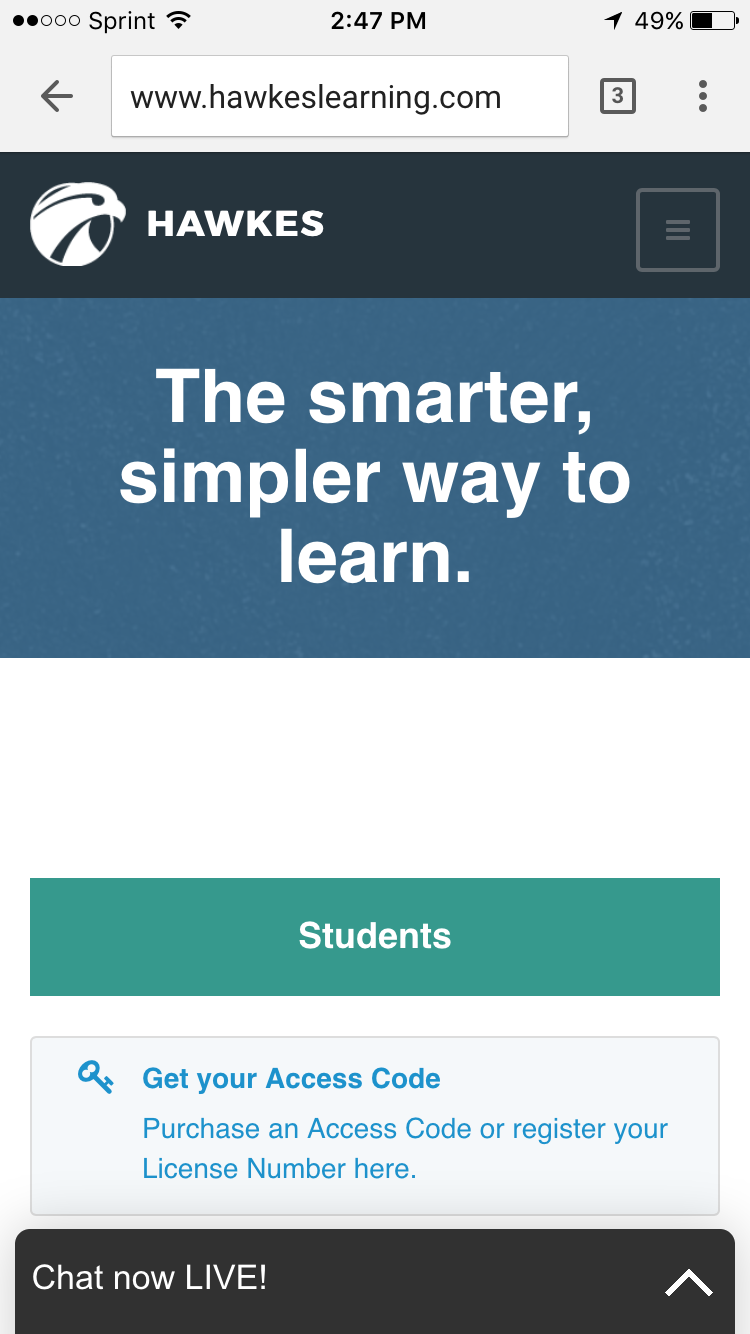 Sprint 2:47 PM 49%
www.hawkeslearning.com 3
HAWKES
The smarter,
simpler way to
learn.
Students
Get your Access Code
Purchase an Access Code or register your
License Number here.
Chat now LIVE!